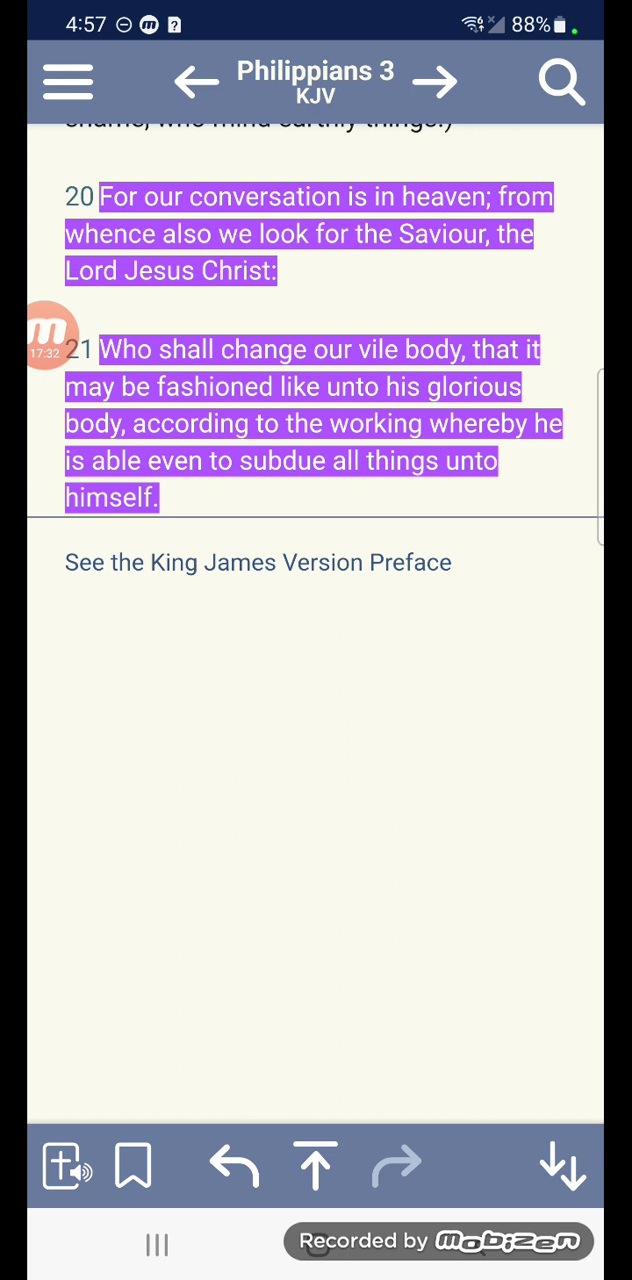 4:57 88%
Philippians 3
KJV
20 For our conversation is in heaven; from
whence also we look for the Saviour, the
Lord Jesus Christ:
m
17:32
21 Who shall change our vile body, that it
may be fashioned like unto his glorious
body, according to the working whereby he
is able even to subdue all things unto
himself.
See the King James Version Preface
Recorded by mobizen